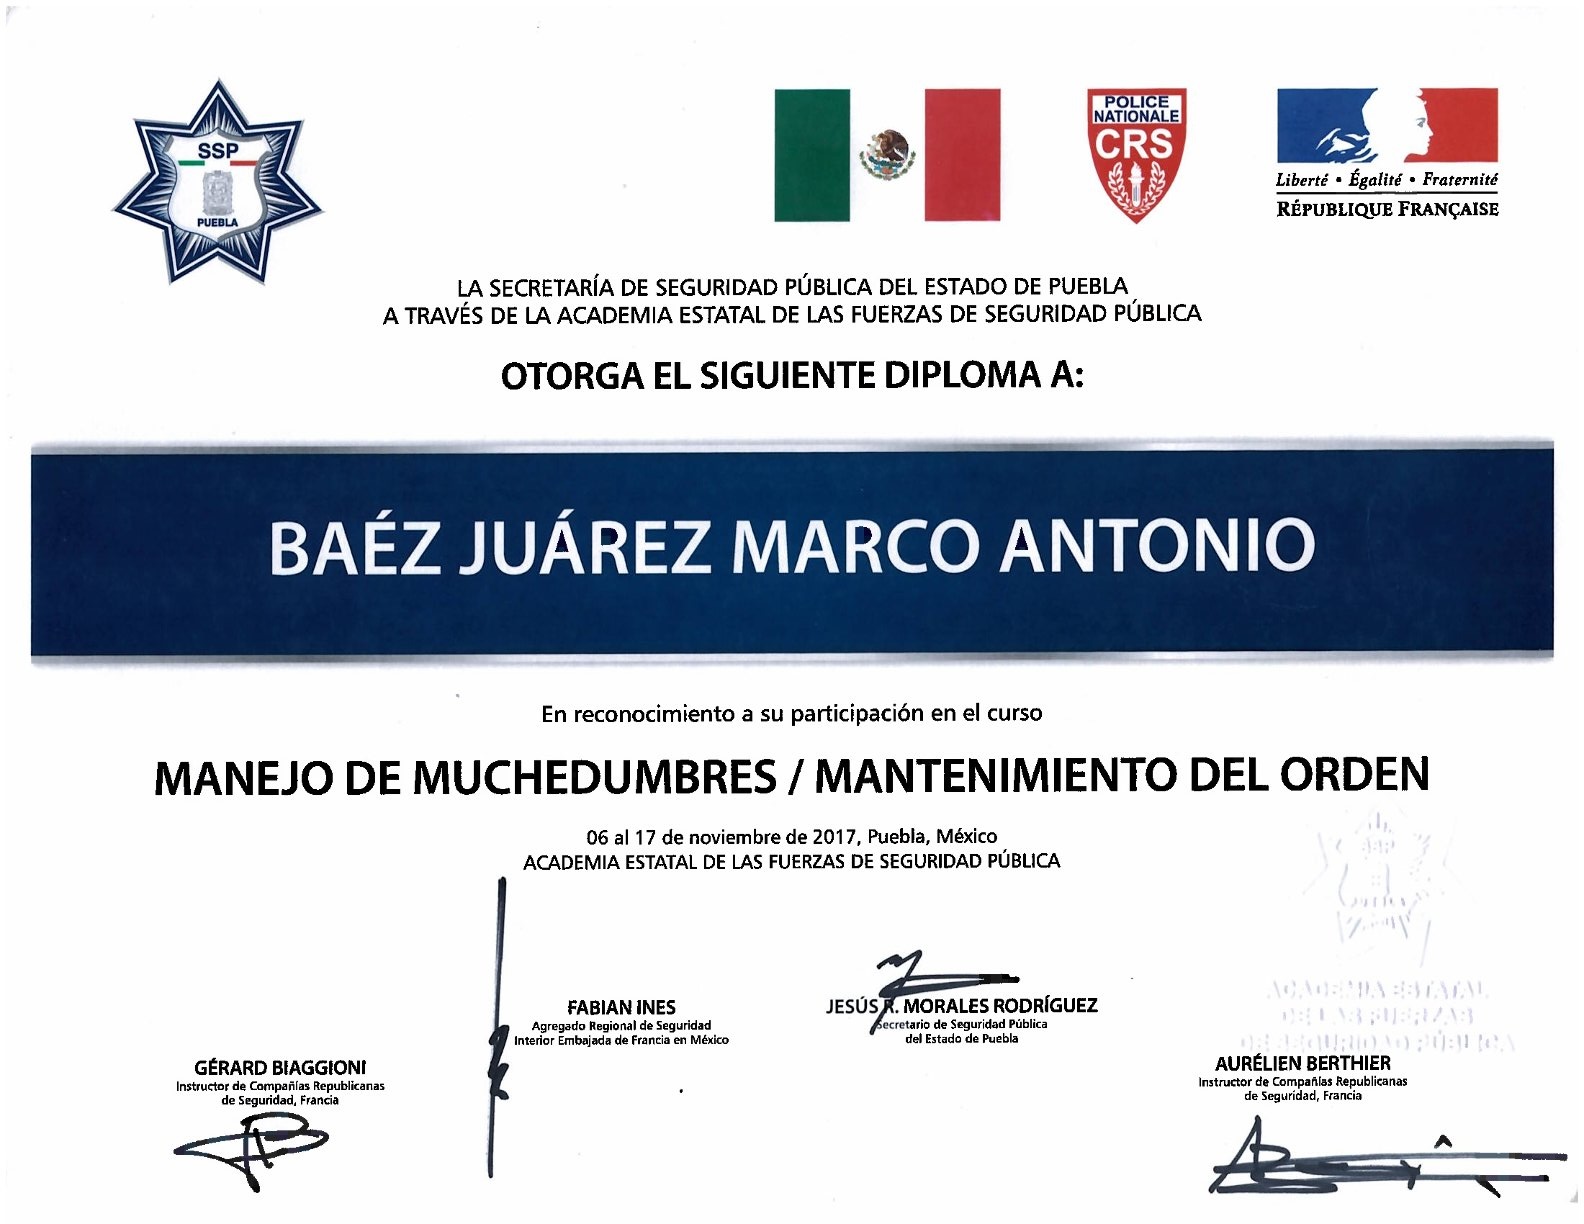 SSP
PUEBLA
POLICE
NATIONALE
CRS
Liberté • Égalité • Fraternité
RÉPUBLIQUE FRANÇAISE
LA SECRETARÍA DE SEGURIDAD PÚBLICA DEL ESTADO DE PUEBLA
A TRAVÉS DE LA ACADEMIA ESTATAL DE LAS FUERZAS DE SEGURIDAD PÚBLICA
OTORGA EL SIGUIENTE DIPLOMA A:
BAÉZ JUÁREZ MARCO ANTONIO
En reconocimiento a su participación en el curso
MANEJO DE MUCHEDUMBRES / MANTENIMIENTO DEL ORDEN
06 al 17 de noviembre de 2017, Puebla, México
ACADEMIA ESTATAL DE LAS FUERZAS DE SEGURIDAD PÚBLICA
FABIAN INES
Agregado Regional de Seguridad
Interior Embajada de Francia en México
JESÚS R. MORALES RODRÍGUEZ
Secretario de Seguridad Pública
del Estado de Puebla
ACADEMIA ESTATAL
DE LAS FUERZAS
DE SEGURIDAD PÚBLICA
GÉRARD BIAGGIONI
Instructor de Compañías Republicanas
de Seguridad, Francia
AURÉLIEN BERTHIER
Instructor de Compañías Republicanas
de Seguridad, Francia